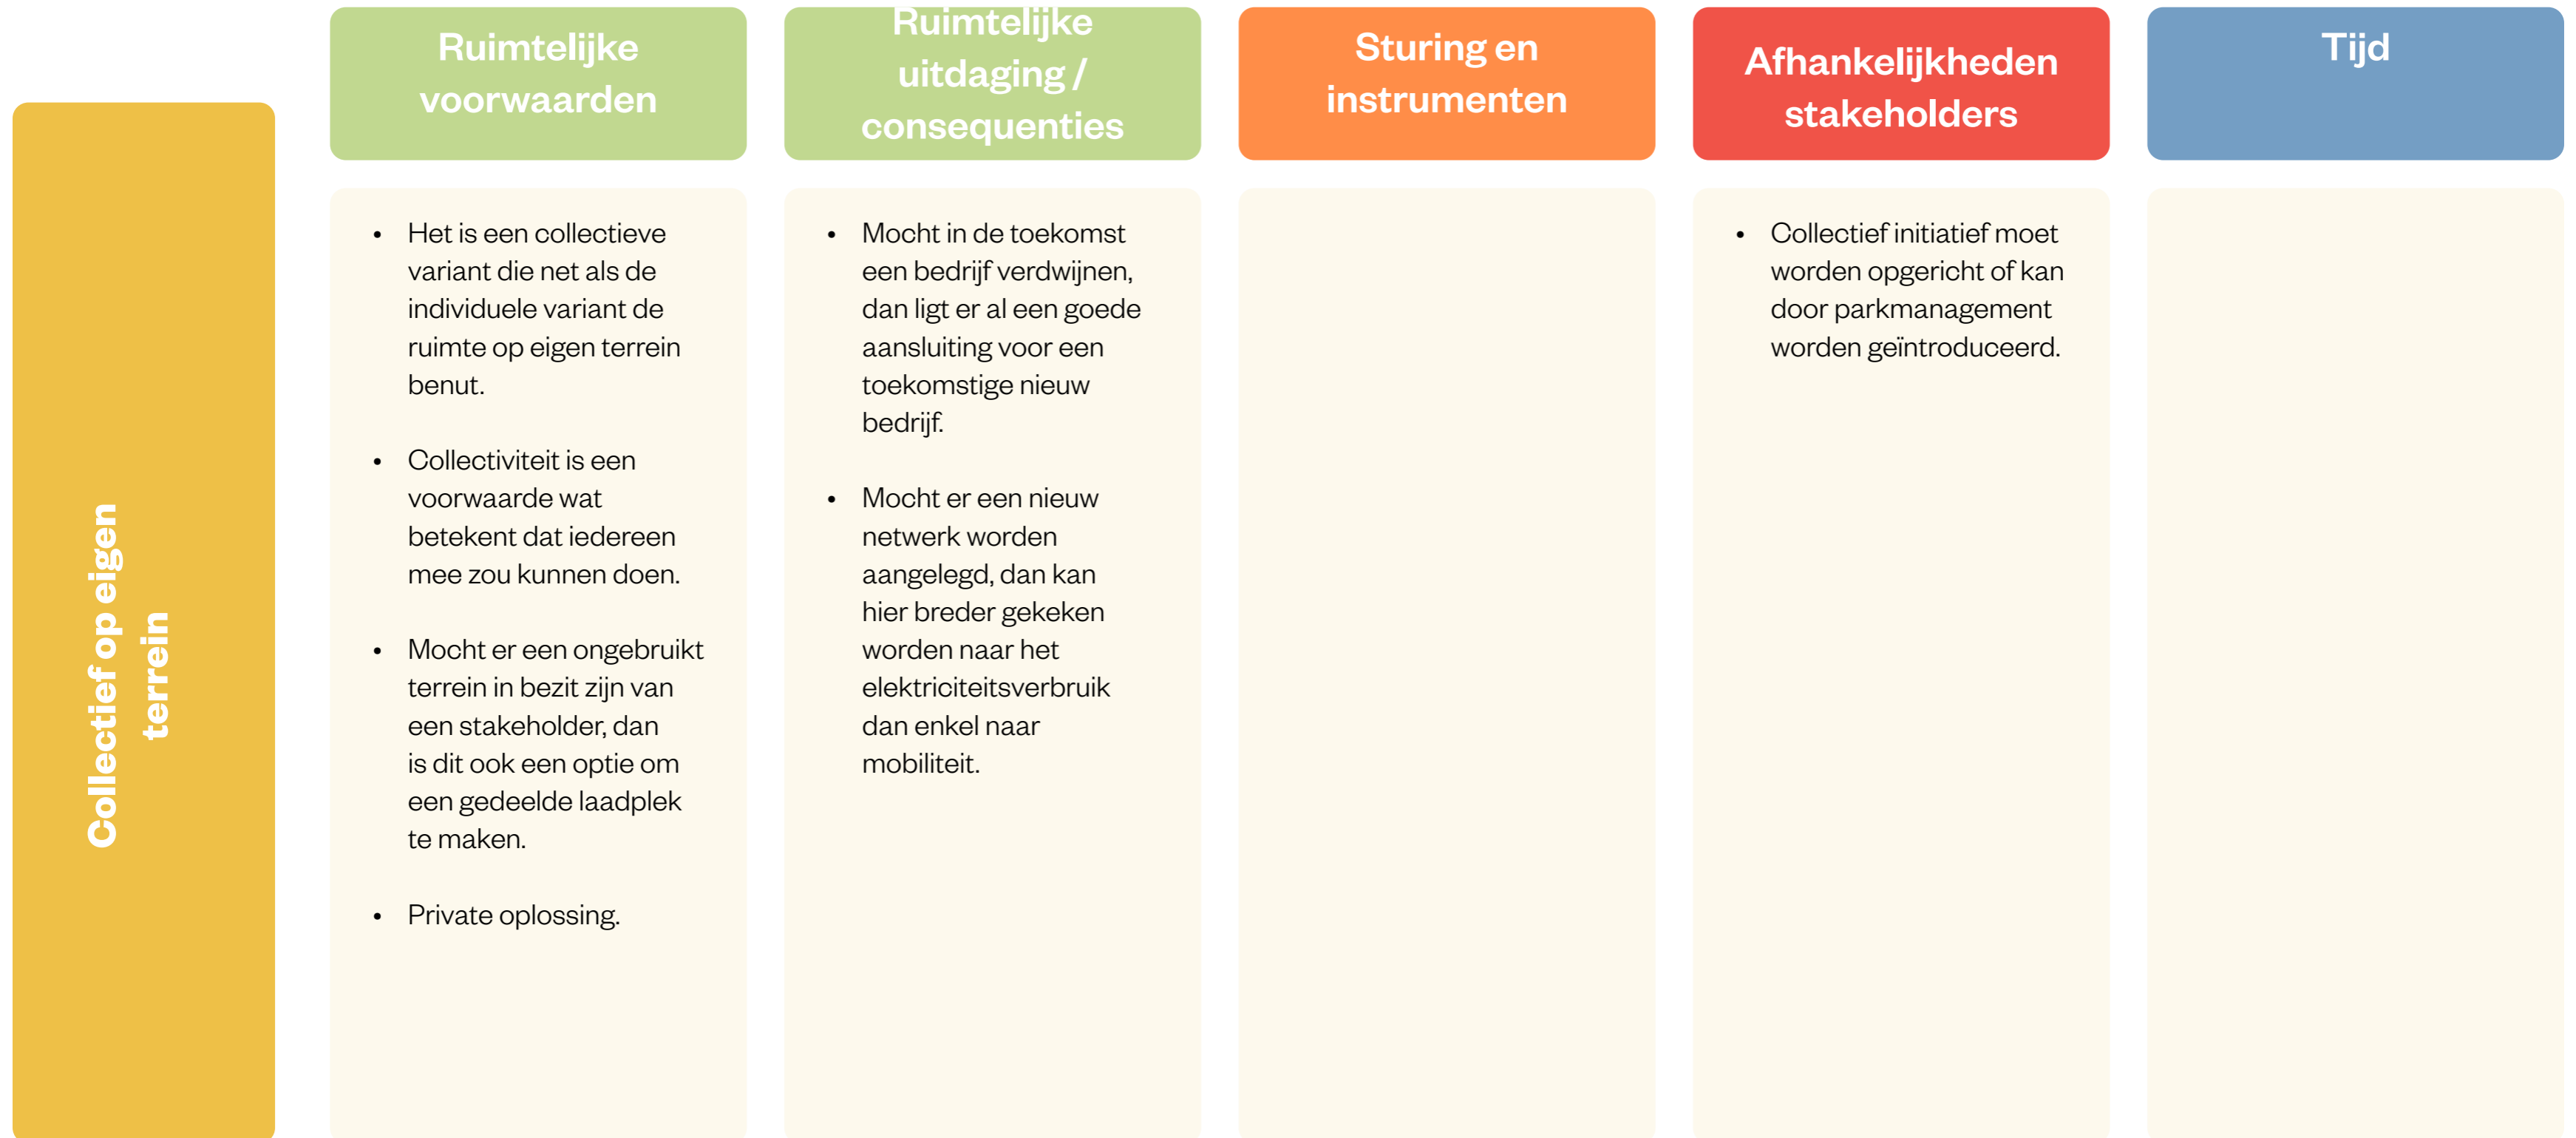 Ruimtelijke
voorwaarden
Ruimtelijke
uitdaging /
consequenties
Sturing en
instrumenten
Afhankelijkheden
stakeholders
Tijd
Collectief op eigen
terrein
• Het is een collectieve
variant die net als de
individuele variant de
ruimte op eigen terrein
benut.
• Collectiviteit is een
voorwaarde wat
betekent dat iedereen
mee zou kunnen doen.
• Mocht er een ongebruikt
terrein in bezit zijn van
een stakeholder, dan
is dit ook een optie om
een gedeelde laadplek
te maken.
• Private oplossing.
• Mocht in de toekomst
een bedrijf verdwijnen,
dan ligt er al een goede
aansluiting voor een
toekomstige nieuw
bedrijf.
• Mocht er een nieuw
netwerk worden
aangelegd, dan kan
hier breder gekeken
worden naar het
elektriciteitsverbruik
dan enkel naar
mobiliteit.
• Collectief initiatief moet
worden opgericht of kan
door parkmanagement
worden geïntroduceerd.